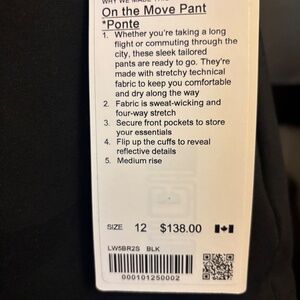 WHY WE MADE THIS
On the Move Pant
*Ponte
1. Whether you're taking a long
flight or commuting through the
city, these sleek tailored
pants are ready to go. They're
made with stretchy technical
fabric to keep you comfortable
and dry along the way
2. Fabric is sweat-wicking and
four-way stretch
3. Secure front pockets to store
your essentials
4. Flip up the cuffs to reveal
reflective details
5. Medium rise
SIZE 12 $138.00
LW5BR2S BLK
000101250002